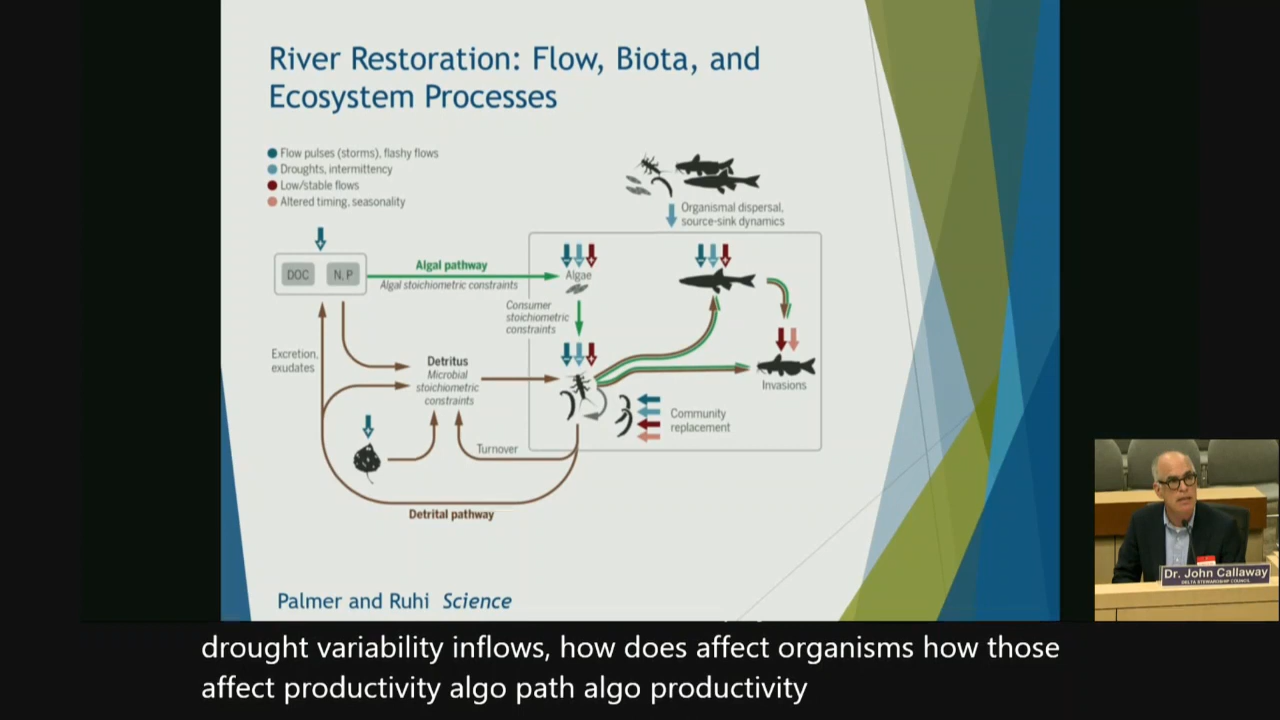 River Restoration: Flow, Biota, and
Ecosystem Processes
Flow pulses (storms), flashy flows
Droughts, intermittency
Low/stable flows
Altered timing, seasonality
Organismal dispersal,
source-sink dynamics
DOC
N,P
Algal pathway
Algal stoichiometric constraints
Algae
Consumer
stoichiometric
constraints
Excretion,
exudates
Detritus
Microbial
stoichiometric
constraints
Invasions
Community
replacement
Turnover
Detrital pathway
Palmer and Ruhi Science
Dr. John Callaway
DELTA STEWARDSHIP COUNCIL
drought variability inflows, how does affect organisms how those
affect productivity algo path algo productivity